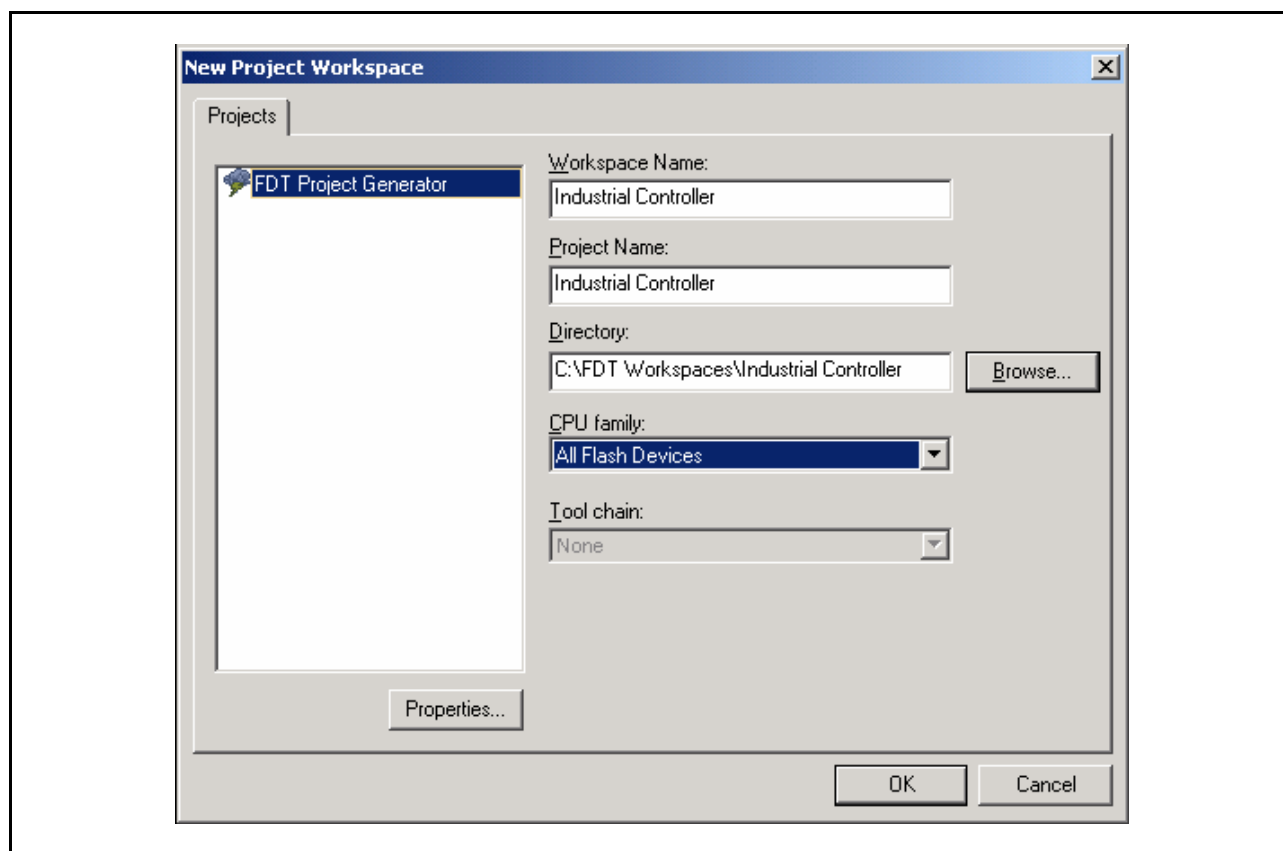 New Project Workspace
Projects
FDT Project Generator
Properties...
Workspace Name:
Industrial Controller
Project Name:
Industrial Controller
Directory:
C:\FDT Workspaces\Industrial Controller
Browse...
CPU family:
All Flash Devices
Tool chain:
None
OK
Cancel